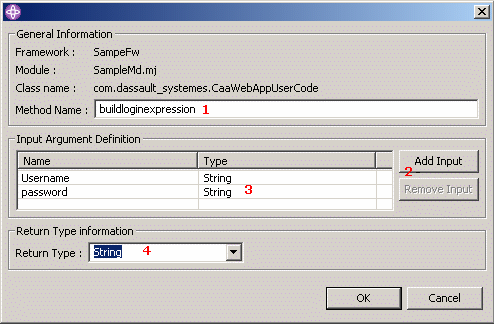 General Information
Framework : SampeFw
Module : SampleMd.mj
Class name : com.dassault_systemes.CaaWebAppUserCode
Method Name : buildloginexpression 1
Input Argument Definition
Name Type Add Input
2
Username String
password String 3 Remove Input
Return Type information
Return Type : String 4
OK Cancel